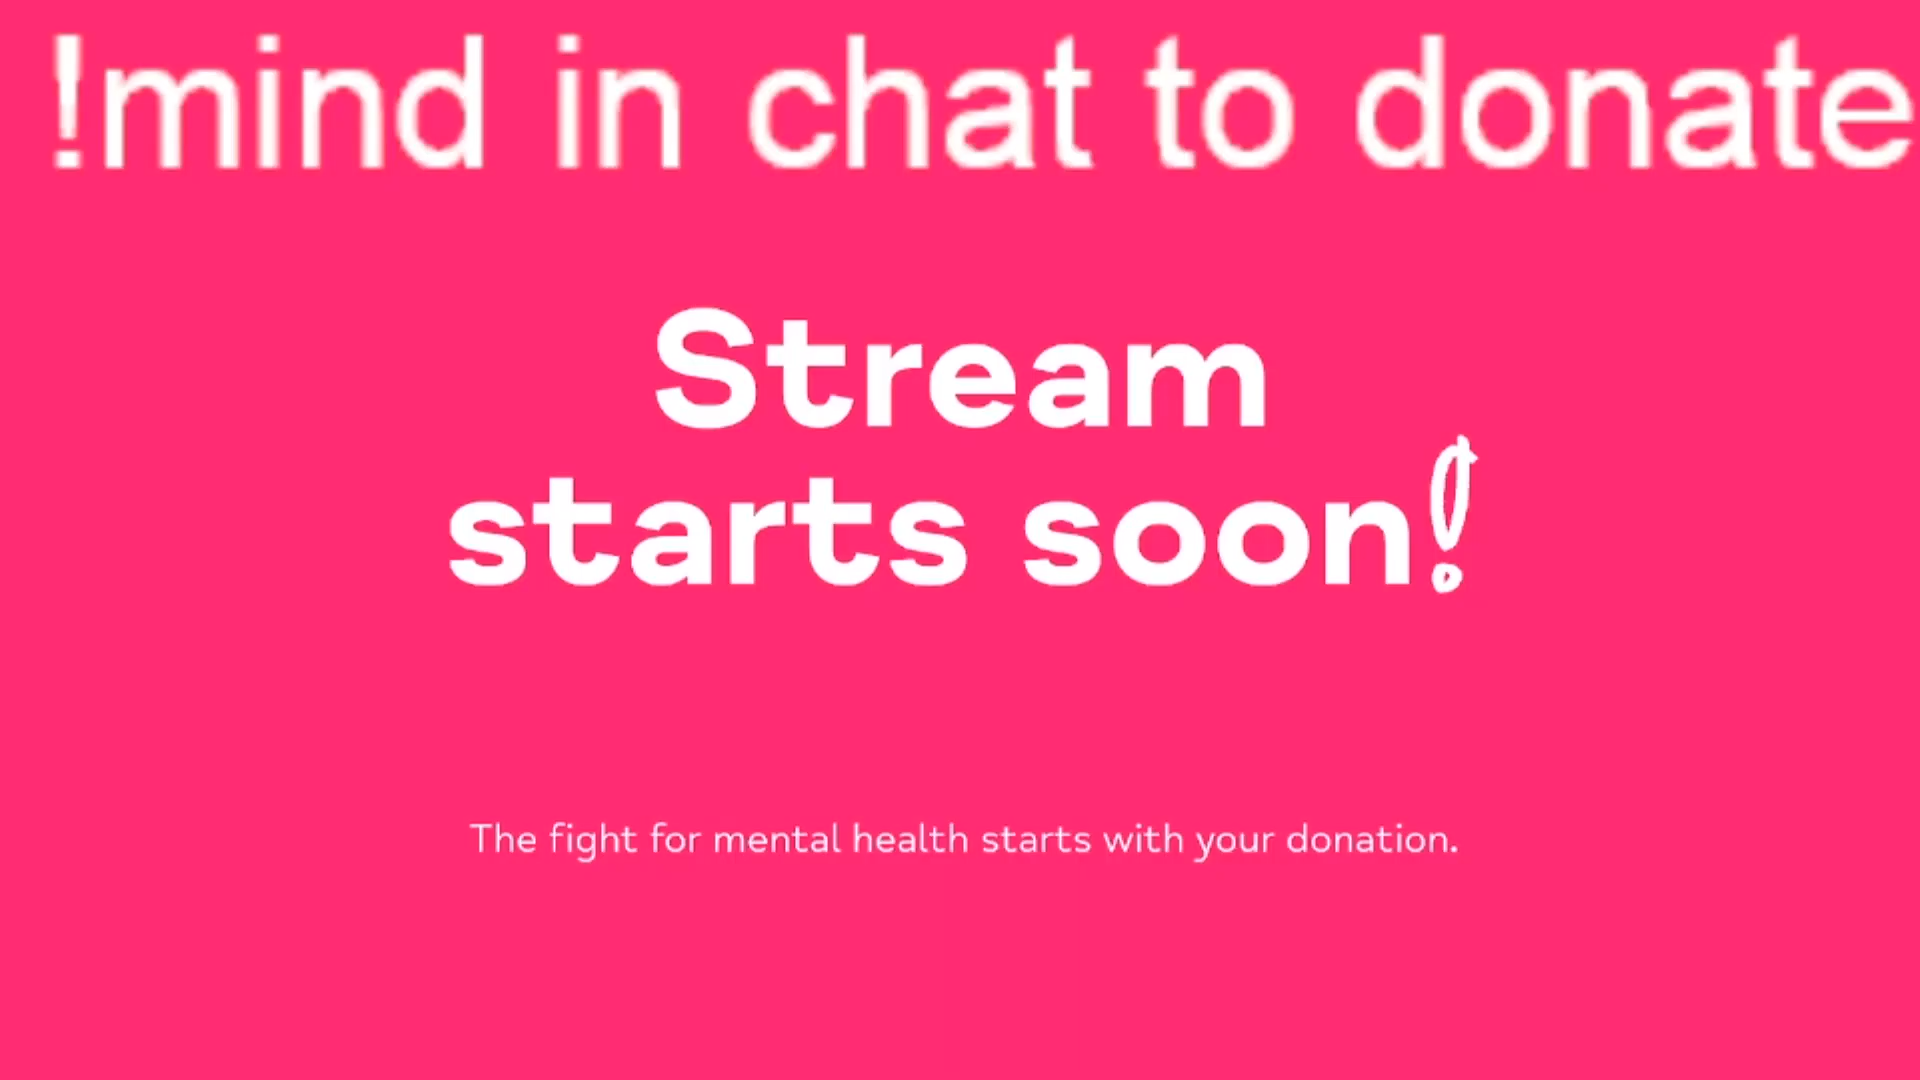 !mind in chat to donate
Stream
starts soon!
The fight for mental health starts with your donation.